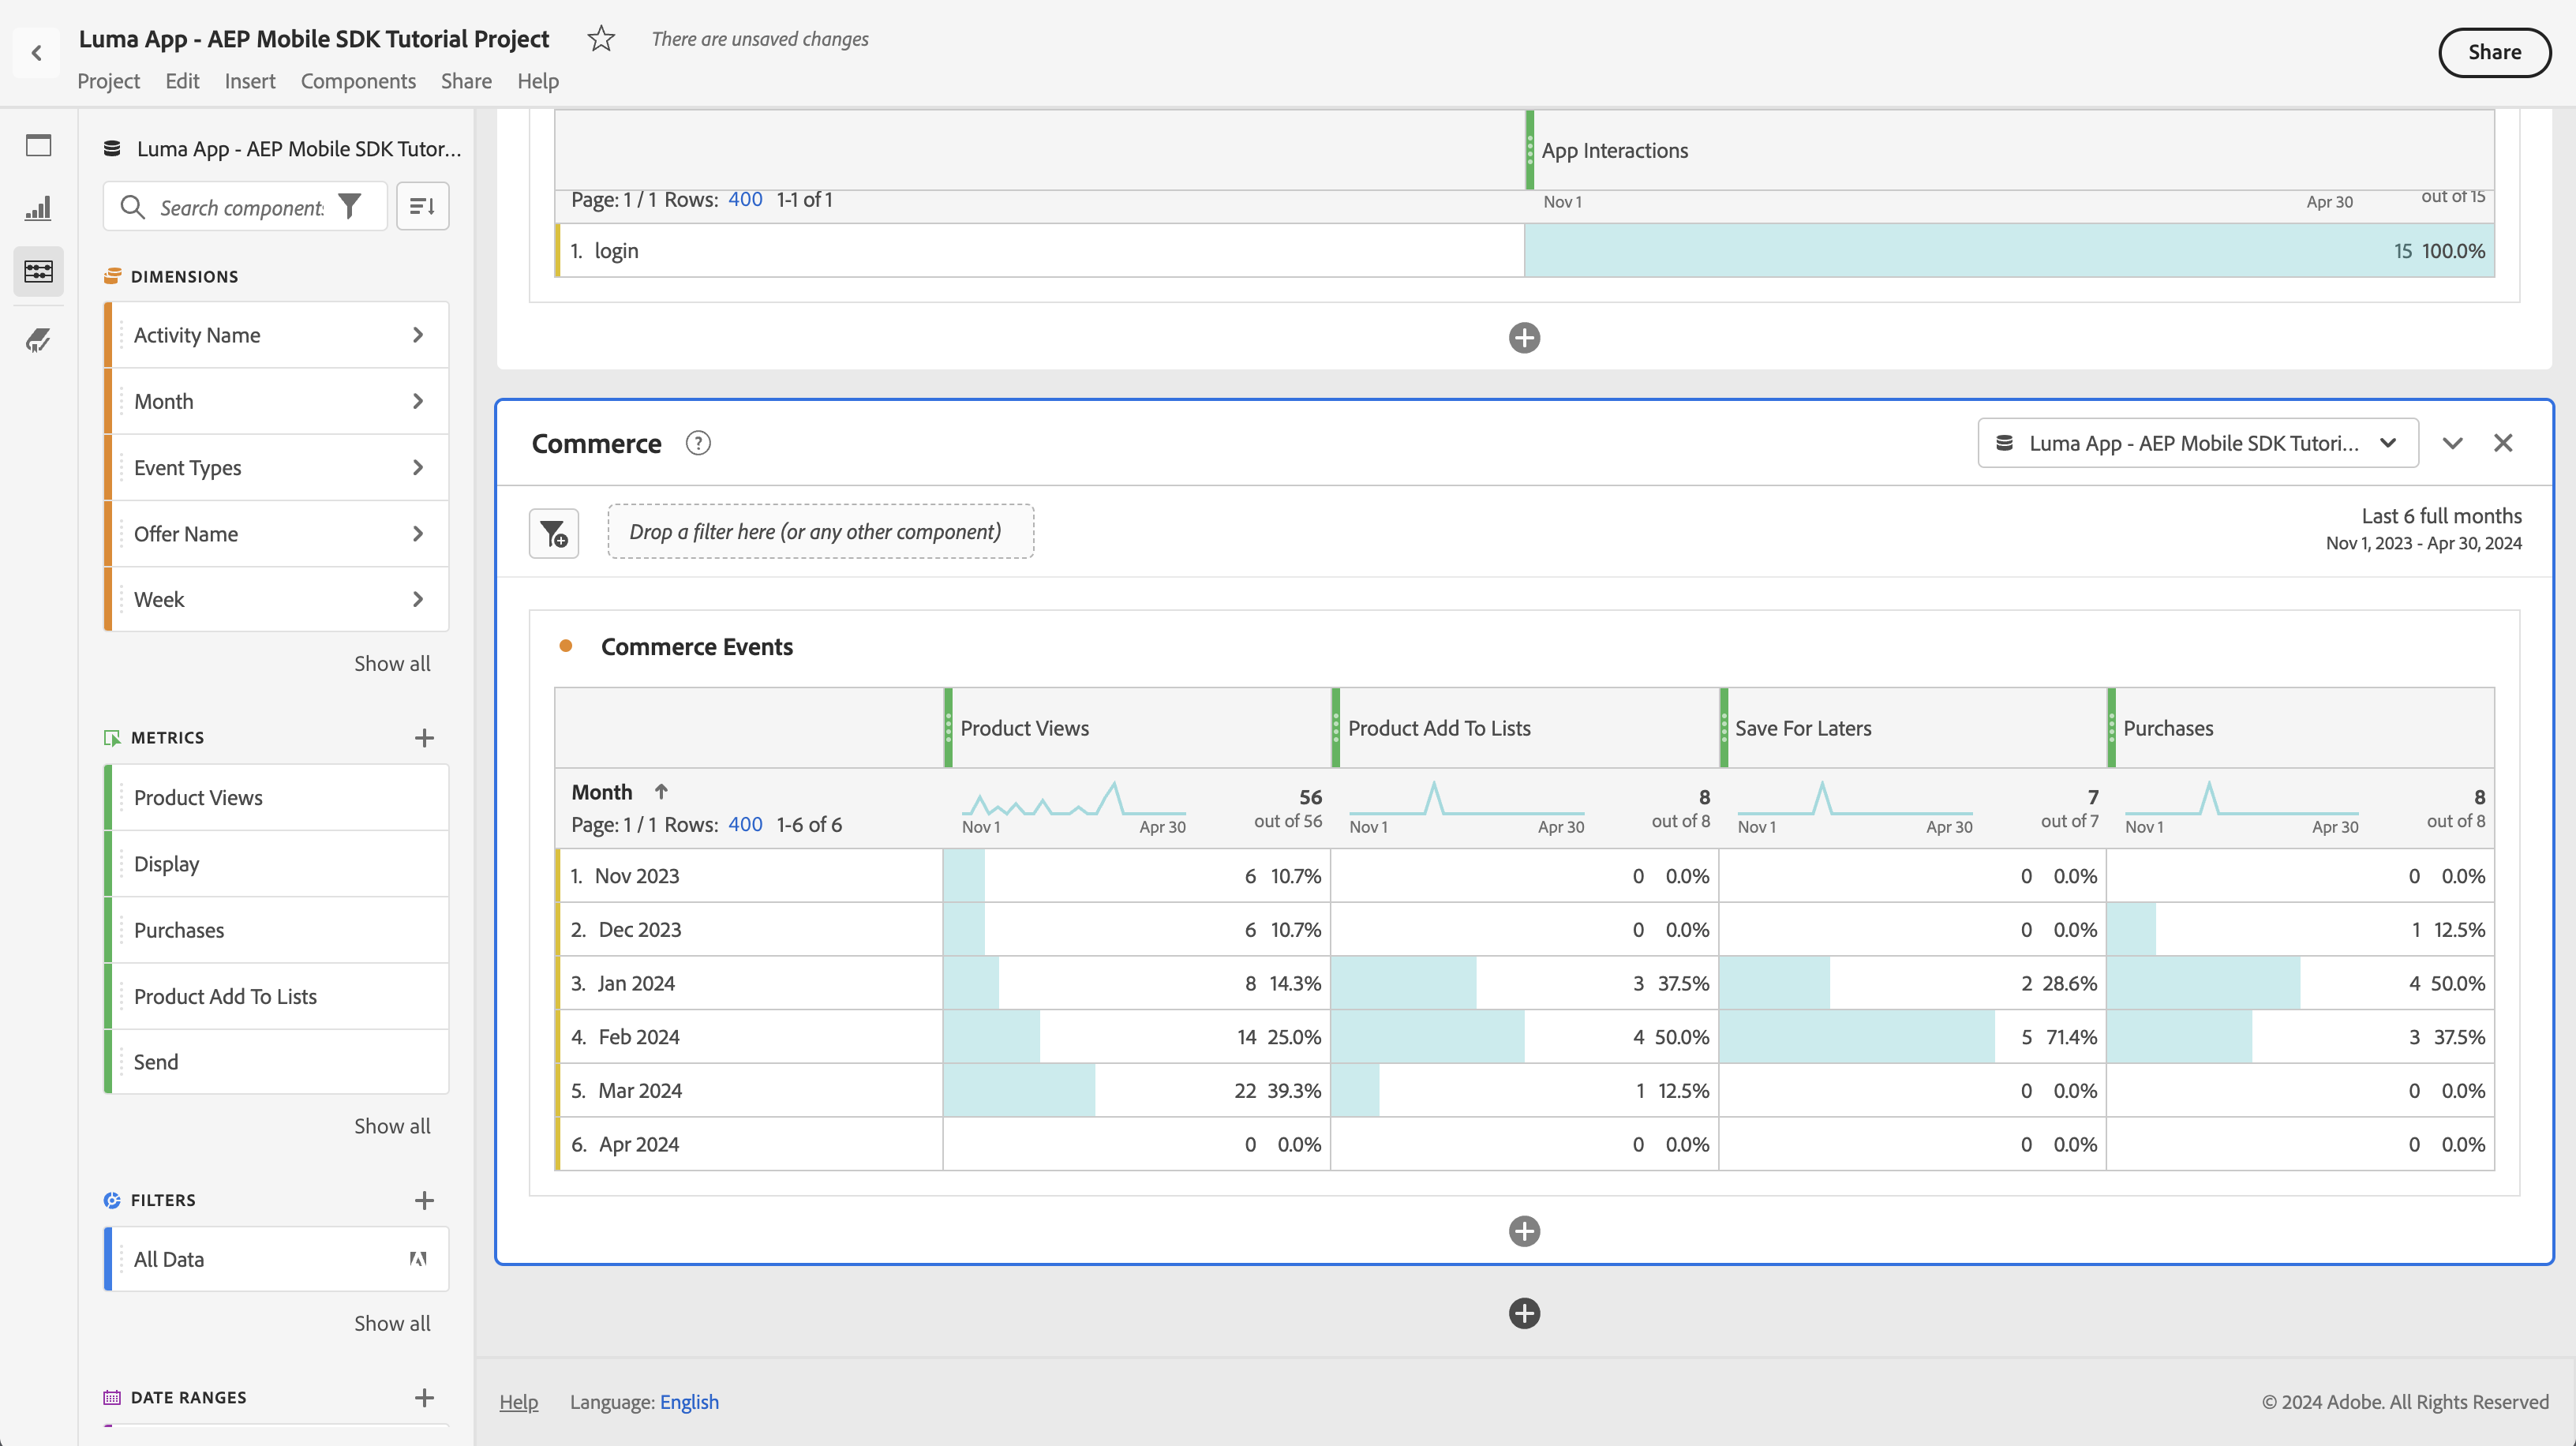 Luma App - AEP Mobile SDK Tutorial Project
There are unsaved changes
Share
Project Edit Insert Components Share Help
Luma App - AEP Mobile SDK Tutor...
Search component:
DIMENSIONS
Activity Name
Month
Event Types
Offer Name
Week
Show all
METRICS
Product Views
Display
Purchases
Product Add To Lists
Send
Show all
FILTERS
All Data
Show all
DATE RANGES
App Interactions
Page: 1 / 1 Rows: 400 1-1 of 1
Nov 1 Apr 30 out of 15
1. login 15 100.0%
Commerce ?
Luma App - AEP Mobile SDK Tutori...
Drop a filter here (or any other component)
Last 6 full months
Nov 1, 2023 - Apr 30, 2024
Commerce Events
Product Views Product Add To Lists Save For Laters Purchases
Month 56 8 7 8
Page: 1 / 1 Rows: 400 1-6 of 6 Nov 1 Apr 30 out of 56 Nov 1 Apr 30 out of 8 Nov 1 Apr 30 out of 7 Nov 1 Apr 30 out of 8
1. Nov 2023 6 10.7% 0 0.0% 0 0.0% 0 0.0%
2. Dec 2023 6 10.7% 0 0.0% 0 0.0% 1 12.5%
3. Jan 2024 8 14.3% 3 37.5% 2 28.6% 4 50.0%
4. Feb 2024 14 25.0% 4 50.0% 5 71.4% 3 37.5%
5. Mar 2024 22 39.3% 1 12.5% 0 0.0% 0 0.0%
6. Apr 2024 0 0.0% 0 0.0% 0 0.0% 0 0.0%
Help Language: English © 2024 Adobe. All Rights Reserved